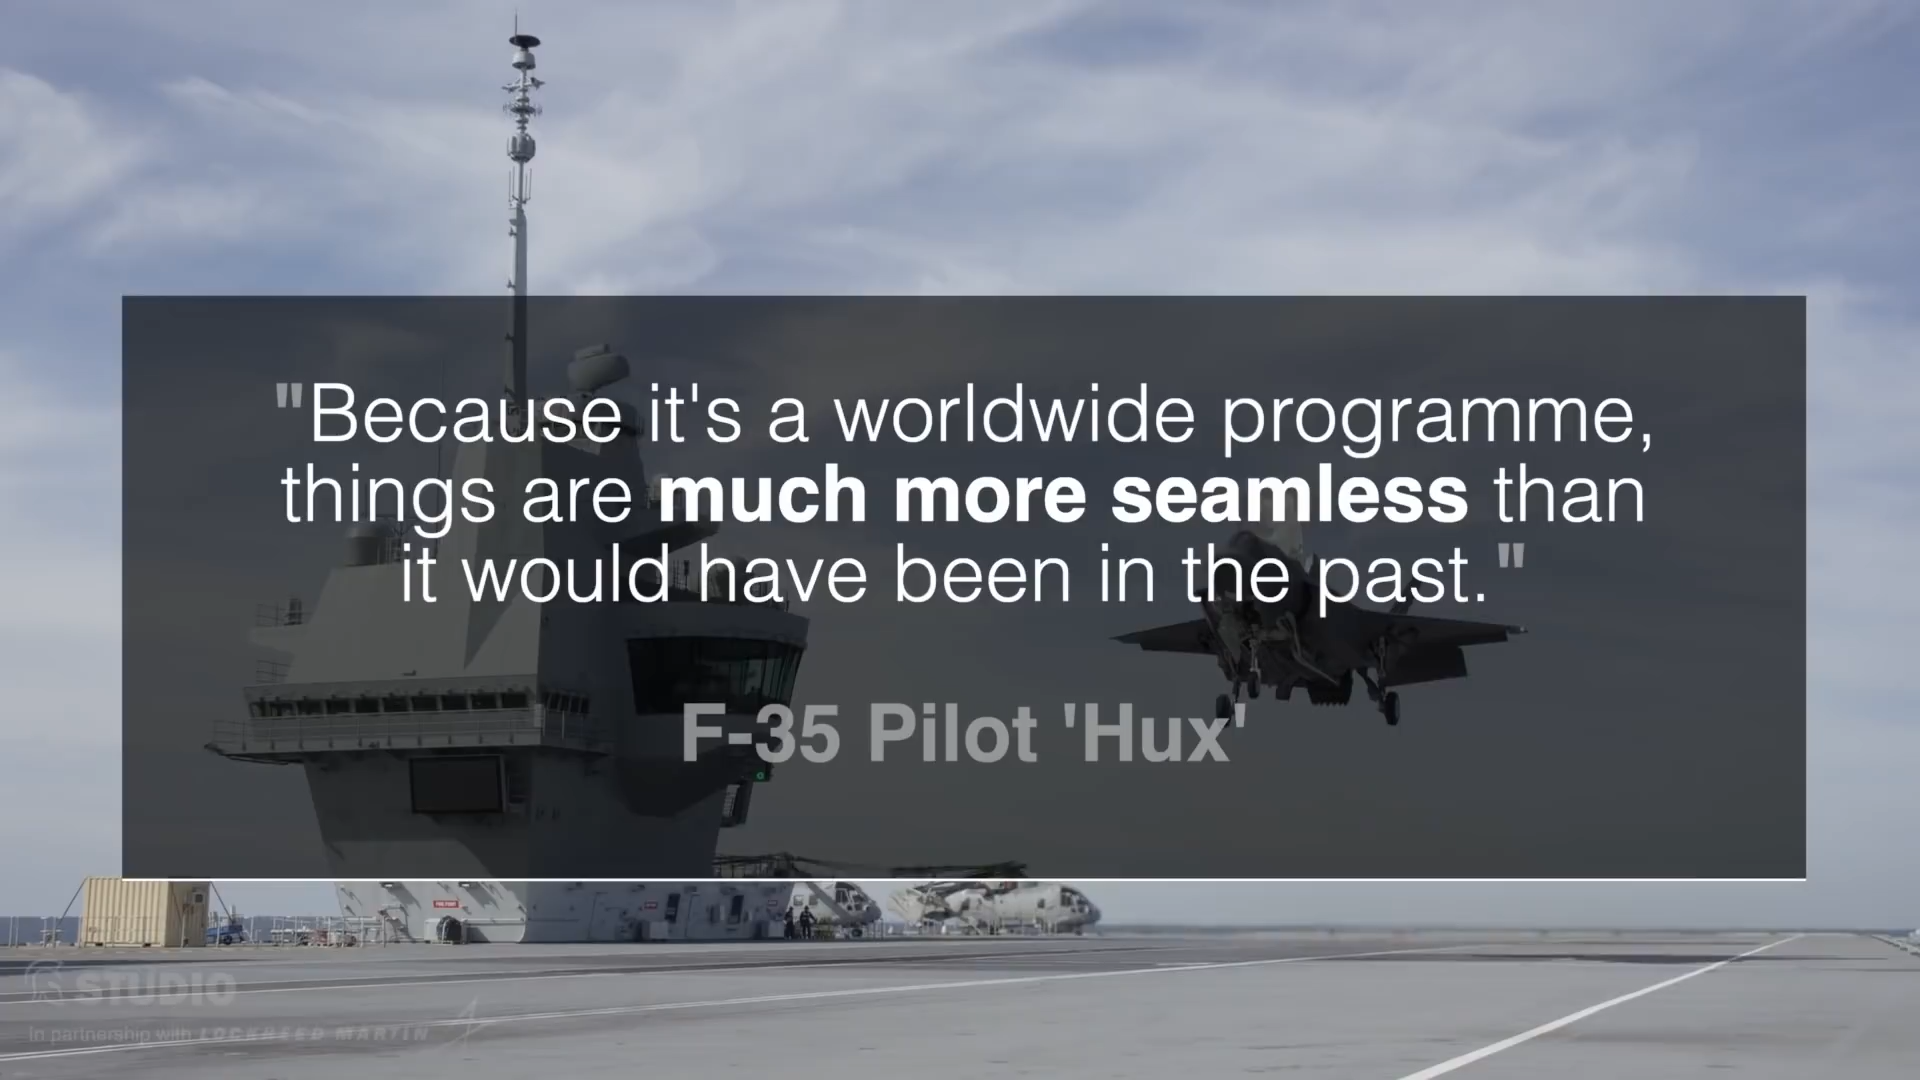 "Because it's a worldwide programme,
things are much more seamless than
it would have been in the past."
F-35 Pilot 'Hux'
STUDIO
In partnership with LOCKHEED MARTIN